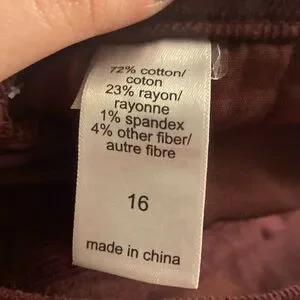 72% cotton/
coton
23% rayon/
rayonne
1% spandex
4% other fiber/
autre fibre
16
made in china